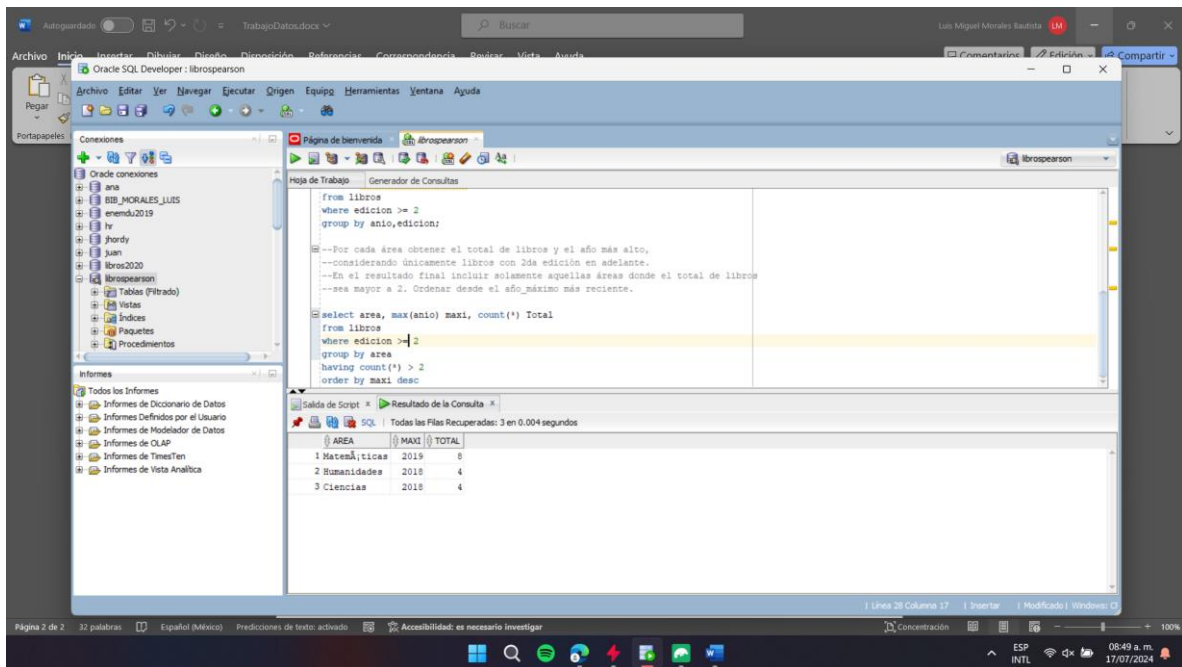 Autoguardado
TrabajoDatos.docx
Buscar
Luis Miguel Morales Bautista
LM
Archivo Inicio Insertar Dibujar Diseño Disposición Referencias Correspondencia Revisar Vista Ayuda
Comentarios Edición Compartir
Pegar
Portapapeles
Oracle SQL Developer : librospearson
Archivo Editar Ver Navegar Ejecutar Origen Equipo Herramientas Ventana Ayuda
Conexiones
Oracle conexiones
ana
BIB_MORALES_LUIS
enemdu2019
hr
jhordy
juan
libros2020
librospearson
Tablas (Filtrado)
Vistas
Índices
Paquetes
Procedimientos
Informes
Todos los Informes
Informes de Diccionario de Datos
Informes Definidos por el Usuario
Informes de Modelador de Datos
Informes de OLAP
Informes de TimesTen
Informes de Vista Analítica
Página de bienvenida
librospearson
librospearson
Hoja de Trabajo Generador de Consultas
from libros
where edicion >= 2
group by anio,edicion;
--Por cada área obtener el total de libros y el año más alto,
--considerando únicamente libros con 2da edición en adelante.
--En el resultado final incluir solamente aquellas áreas donde el total de libros
--sea mayor a 2. Ordenar desde el año_máximo más reciente.
select area, max(anio) maxi, count(*) Total
from libros
where edicion >= 2
group by area
having count(*) > 2
order by maxi desc
Salida de Script Resultado de la Consulta
SQL | Todas las Filas Recuperadas: 3 en 0.004 segundos
AREA MAXI TOTAL
1 MatemÃ¡ticas 2019 8
2 Humanidades 2018 4
3 Ciencias 2018 4
Línea 28 Columna 17 | Insertar | Modificado | Windows: C
Página 2 de 2 32 palabras Español (México) Predicciones de texto: activado Accesibilidad: es necesario investigar Concentración 100%
ESP
INTL
08:49 a. m.
17/07/2024